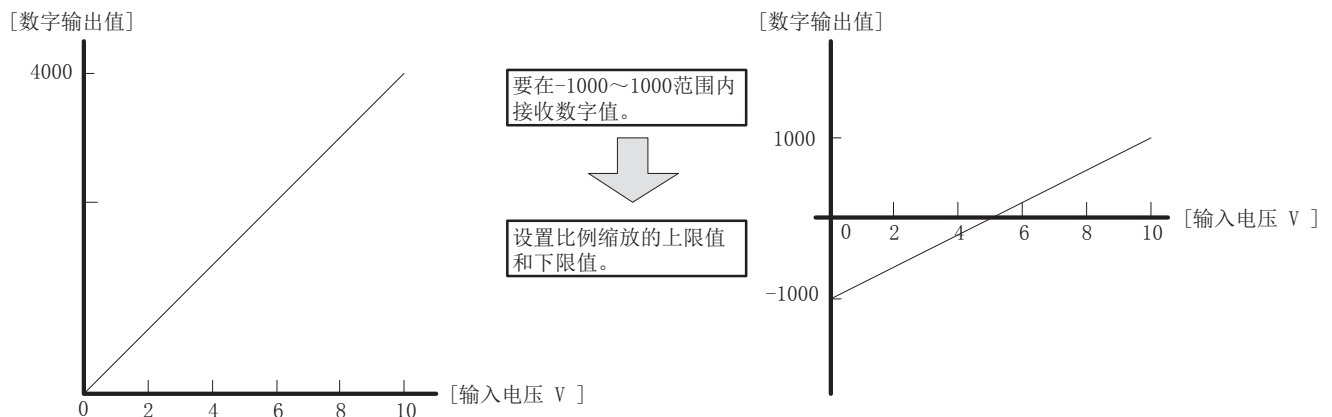 [数字输出值]
4000
0
2
4
6
8
10
[输入电压 V ]
要在-1000～1000范围内
接收数字值。
设置比例缩放的上限值
和下限值。
[数字输出值]
1000
0
2
4
6
8
10
[输入电压 V ]
-1000